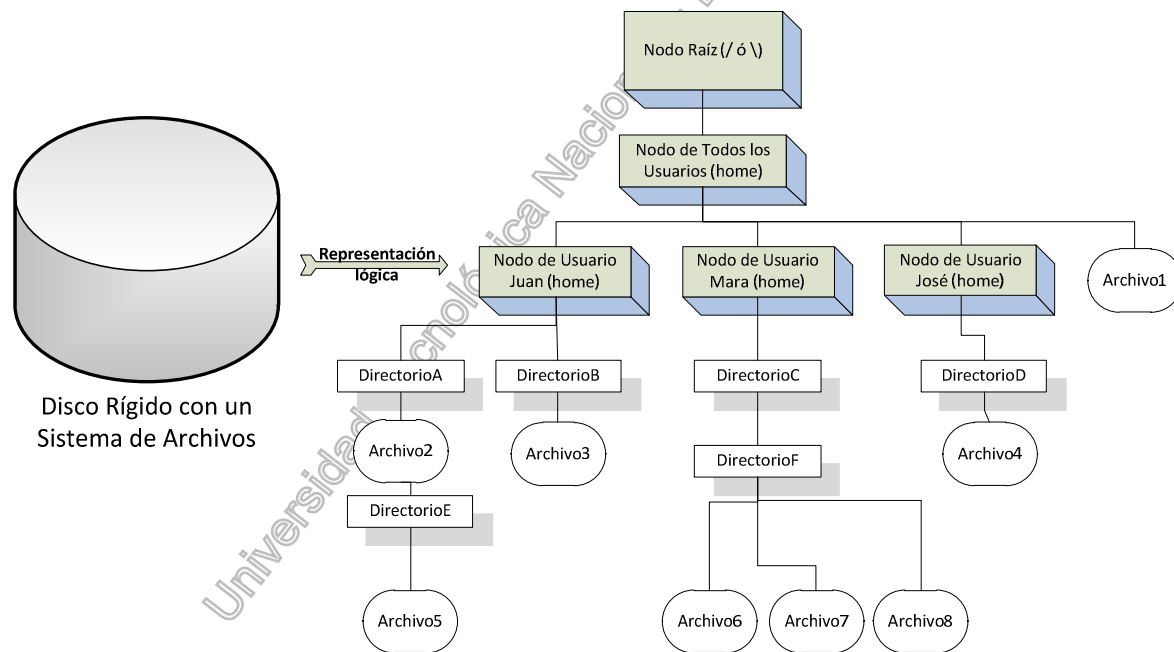 Nodo Raíz (/ ó \)
Nodo de Todos los
Usuarios (home)
Representación
lógica
Nodo de Usuario
Juan (home)
Nodo de Usuario
Mara (home)
Nodo de Usuario
José (home)
Archivo1
DirectorioA
DirectorioB
DirectorioC
DirectorioD
Disco Rígido con un
Sistema de Archivos
Archivo2
Archivo3
DirectorioF
Archivo4
DirectorioE
Archivo5
Archivo6
Archivo7
Archivo8
Universidad Nacion